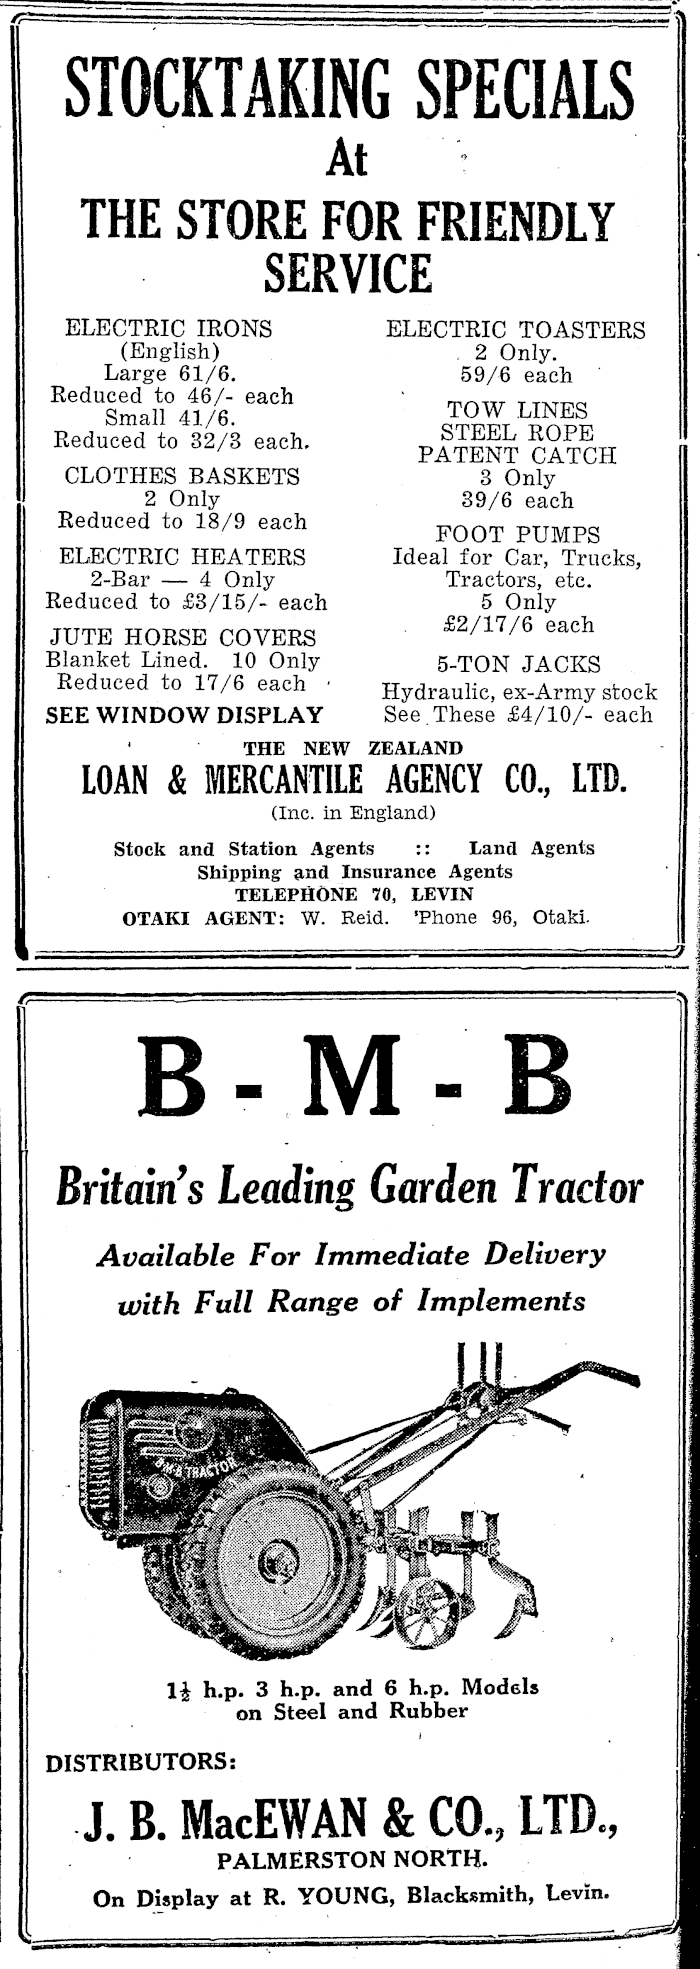 STOCKTAKING SPECIALS
At
THE STORE FOR FRIENDLY
SERVICE
ELECTRIC IRONS
(English)
Large 61/6.
Reduced to 46/- each
Small 41/6.
Reduced to 32/3 each.
CLOTHES BASKETS
2 Only
Reduced to 18/9 each
ELECTRIC HEATERS
2-Bar — 4 Only
Reduced to £3/15/- each
JUTE HORSE COVERS
Blanket Lined. 10 Only
Reduced to 17/6 each
SEE WINDOW DISPLAY
ELECTRIC TOASTERS
2 Only.
59/6 each
TOW LINES
STEEL ROPE
PATENT CATCH
3 Only
39/6 each
FOOT PUMPS
Ideal for Car, Trucks,
Tractors, etc.
5 Only
£2/17/6 each
5-TON JACKS
Hydraulic, ex-Army stock
See These £4/10/- each
THE NEW ZEALAND
LOAN & MERCANTILE AGENCY CO., LTD.
(Inc. in England)
Stock and Station Agents :: Land Agents
Shipping and Insurance Agents
TELEPHONE 70, LEVIN
OTAKI AGENT: W. Reid. 'Phone 96, Otaki.
B - M - B
Britain's Leading Garden Tractor
Available For Immediate Delivery
with Full Range of Implements
B.M.B TRACTOR
1½ h.p. 3 h.p. and 6 h.p. Models
on Steel and Rubber
DISTRIBUTORS:
J. B. MacEWAN & CO., LTD.,
PALMERSTON NORTH.
On Display at R. YOUNG, Blacksmith, Levin.